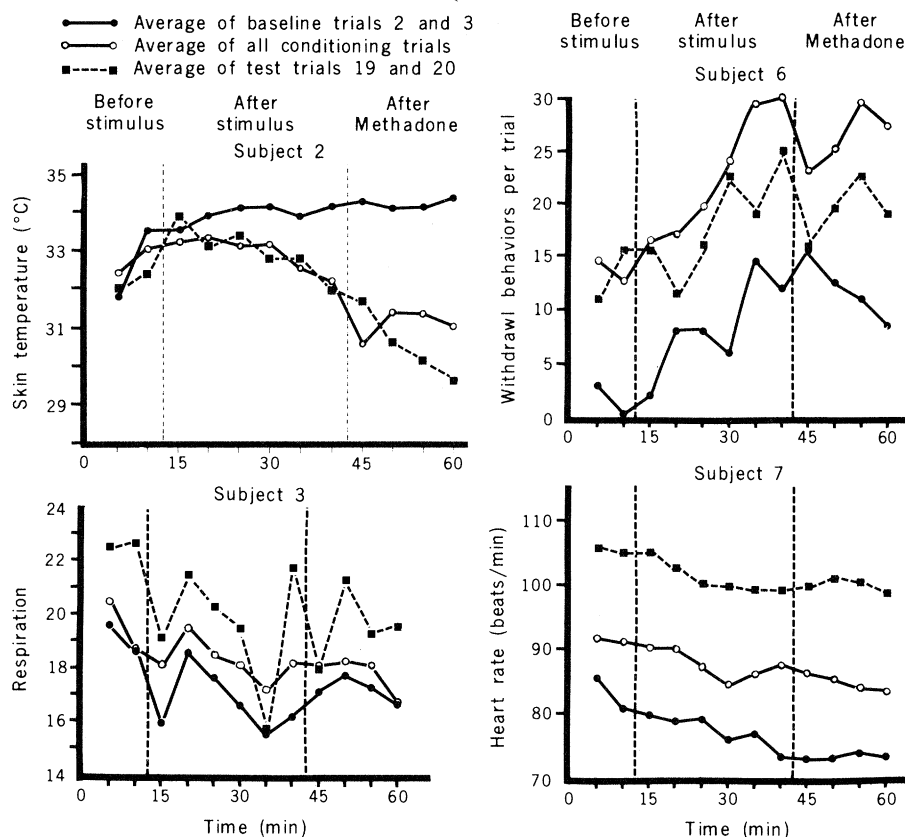 Average of baseline trials 2 and 3
Average of all conditioning trials
Average of test trials 19 and 20
Before stimulus
After stimulus
After Methadone
Subject 2
Skin temperature (°C)
35
33
31
29
0
15
30
45
60
Before stimulus
After stimulus
After Methadone
Subject 6
Withdrawl behaviors per trial
30
25
20
15
10
5
0
0
15
30
45
60
Subject 3
Respiration
24
22
20
18
16
14
0
15
30
45
60
Time (min)
Subject 7
Heart rate (beats/min)
110
100
90
80
70
0
15
30
45
60
Time (min)